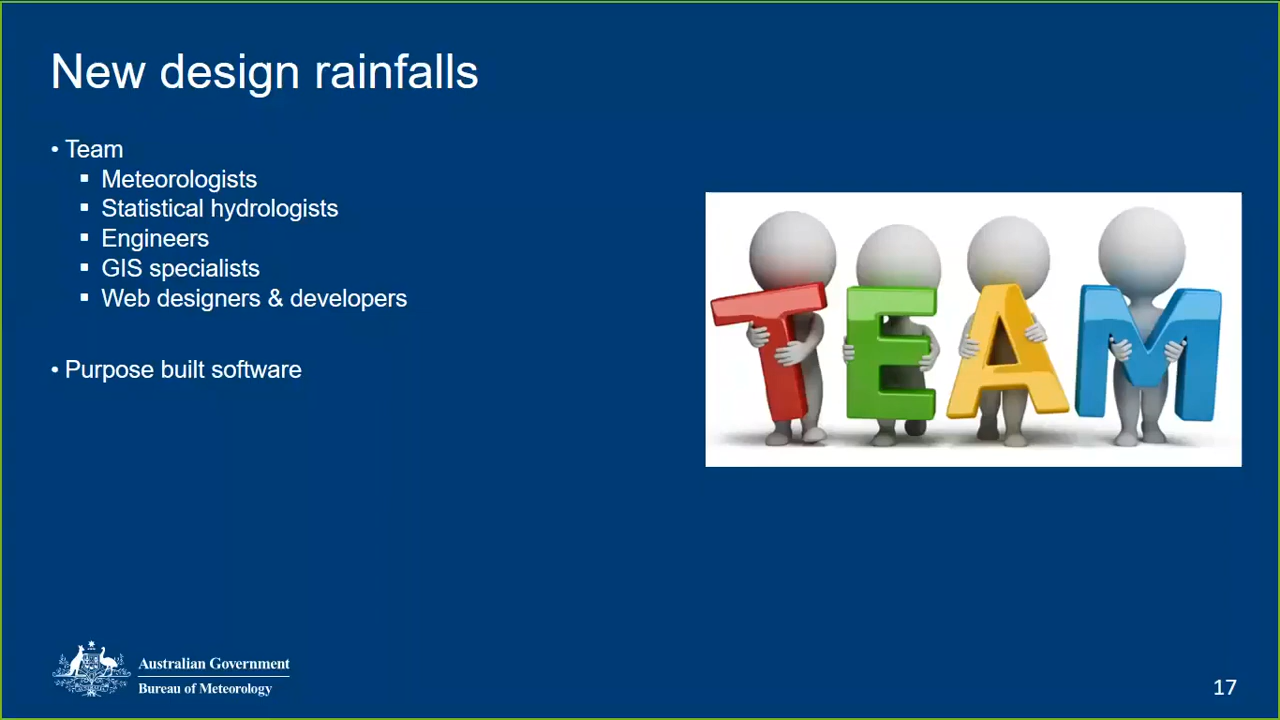 New design rainfalls
• Team
▪ Meteorologists
▪ Statistical hydrologists
▪ Engineers
▪ GIS specialists
▪ Web designers & developers
• Purpose built software
TEAM
Australian Government
Bureau of Meteorology
17